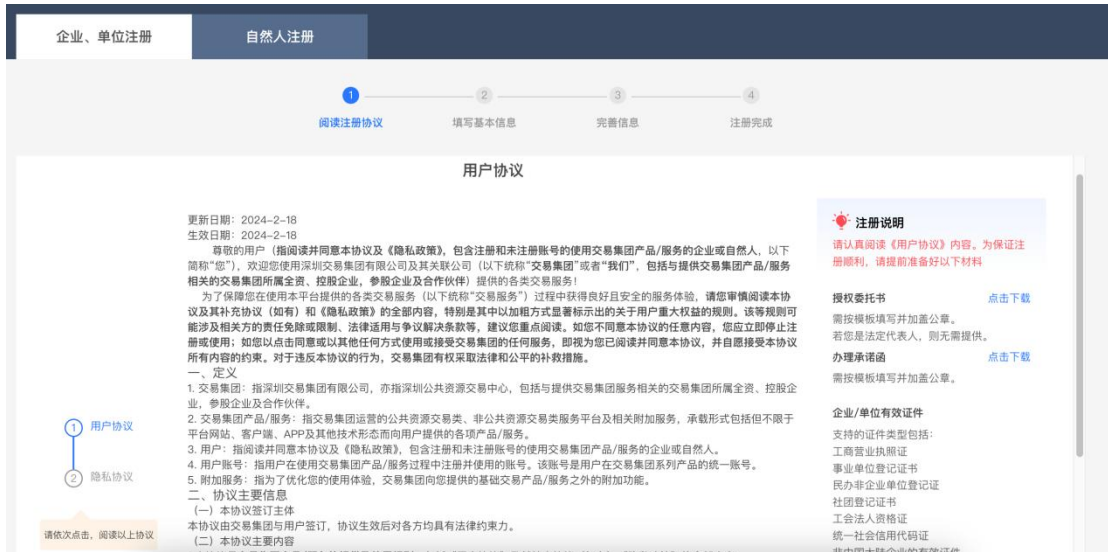 企业、单位注册
自然人注册
1
2
3
4
阅读注册协议
填写基本信息
完善信息
注册完成
用户协议
更新日期：2024-2-18
生效日期：2024-2-18
尊敬的用户（指阅读并同意本协议及《隐私政策》，包含注册和未注册账号的使用交易集团产品/服务的企业或自然人，以下
简称“您”），欢迎您使用深圳交易集团有限公司及其关联公司（以下统称“交易集团”或者“我们”，包括与提供交易集团产品/服务
相关的交易集团所属全资、控股企业，参股企业及合作伙伴）提供的各类交易服务！
为了保障您在使用本平台提供的各类交易服务（以下统称“交易服务”）过程中获得良好且安全的服务体验，请您审慎阅读本协
议及其补充协议（如有）和《隐私政策》的全部内容，特别是其中以加粗方式显著标示出的关于用户重大权益的规则。该等规则可
能涉及相关方的责任免除或限制、法律适用与争议解决条款等，建议您重点阅读。如您不同意本协议的任意内容，您应立即停止注
册或使用；如您以点击同意或以其他任何方式使用或接受交易集团的任何服务，即视为您已阅读并同意本协议，并自愿接受本协议
所有内容的约束。对于违反本协议的行为，交易集团有权采取法律和公平的补救措施。
一、定义
1. 交易集团：指深圳交易集团有限公司，亦指深圳公共资源交易中心，包括与提供交易集团服务相关的交易集团所属全资、控股企
业，参股企业及合作伙伴。
2. 交易集团产品/服务：指交易集团运营的公共资源交易类、非公共资源交易类服务平台及相关附加服务，承载形式包括但不限于
平台网站、客户端、APP及其他技术形态而向用户提供的各项产品/服务。
3. 用户：指阅读并同意本协议及《隐私政策》，包含注册和未注册账号的使用交易集团产品/服务的企业或自然人。
4. 用户账号：指用户在使用交易集团产品/服务过程中注册并使用的账号。该账号是用户在交易集团系列产品的统一账号。
5. 附加服务：指为了优化您的使用体验，交易集团向您提供的基础交易产品/服务之外的附加功能。
二、协议主要信息
（一）本协议签订主体
本协议由交易集团与用户签订，协议生效后对各方均具有法律约束力。
（二）本协议主要内容
1 用户协议
2 隐私协议
请依次点击，阅读以上协议
注册说明
请认真阅读《用户协议》内容。为保证注
册顺利，请提前准备好以下材料
授权委托书 点击下载
需按模板填写并加盖公章。
若您是法定代表人，则无需提供。
办理承诺函 点击下载
需按模板填写并加盖公章。
企业/单位有效证件
支持的证件类型包括：
工商营业执照证
事业单位登记证书
民办非企业单位登记证
社团登记证书
工会法人资格证
统一社会信用代码证
非中国大陆企业的有效证件